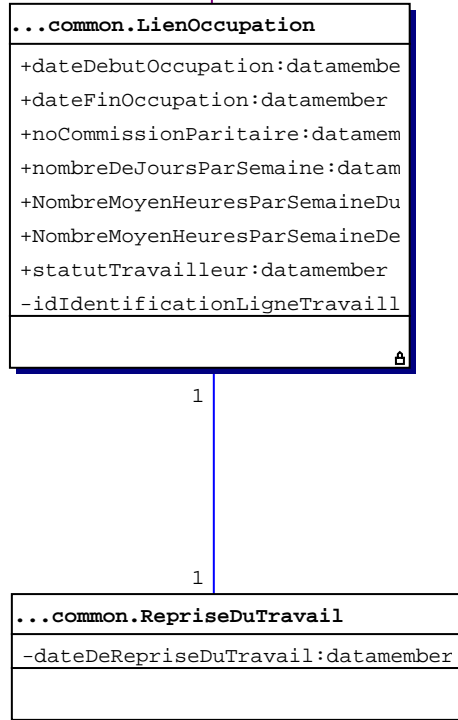 ...common.LienOccupation
+dateDebutOccupation:datamembe
+dateFinOccupation:datamember
+noCommissionParitaire:datamem
+nombreDeJoursParSemaine:datam
+NombreMoyenHeuresParSemaineDu
+NombreMoyenHeuresParSemaineDe
+statutTravailleur:datamember
-idIdentificationLigneTravaill
1
1
...common.RepriseDuTravail
-dateDeRepriseDuTravail:datamember